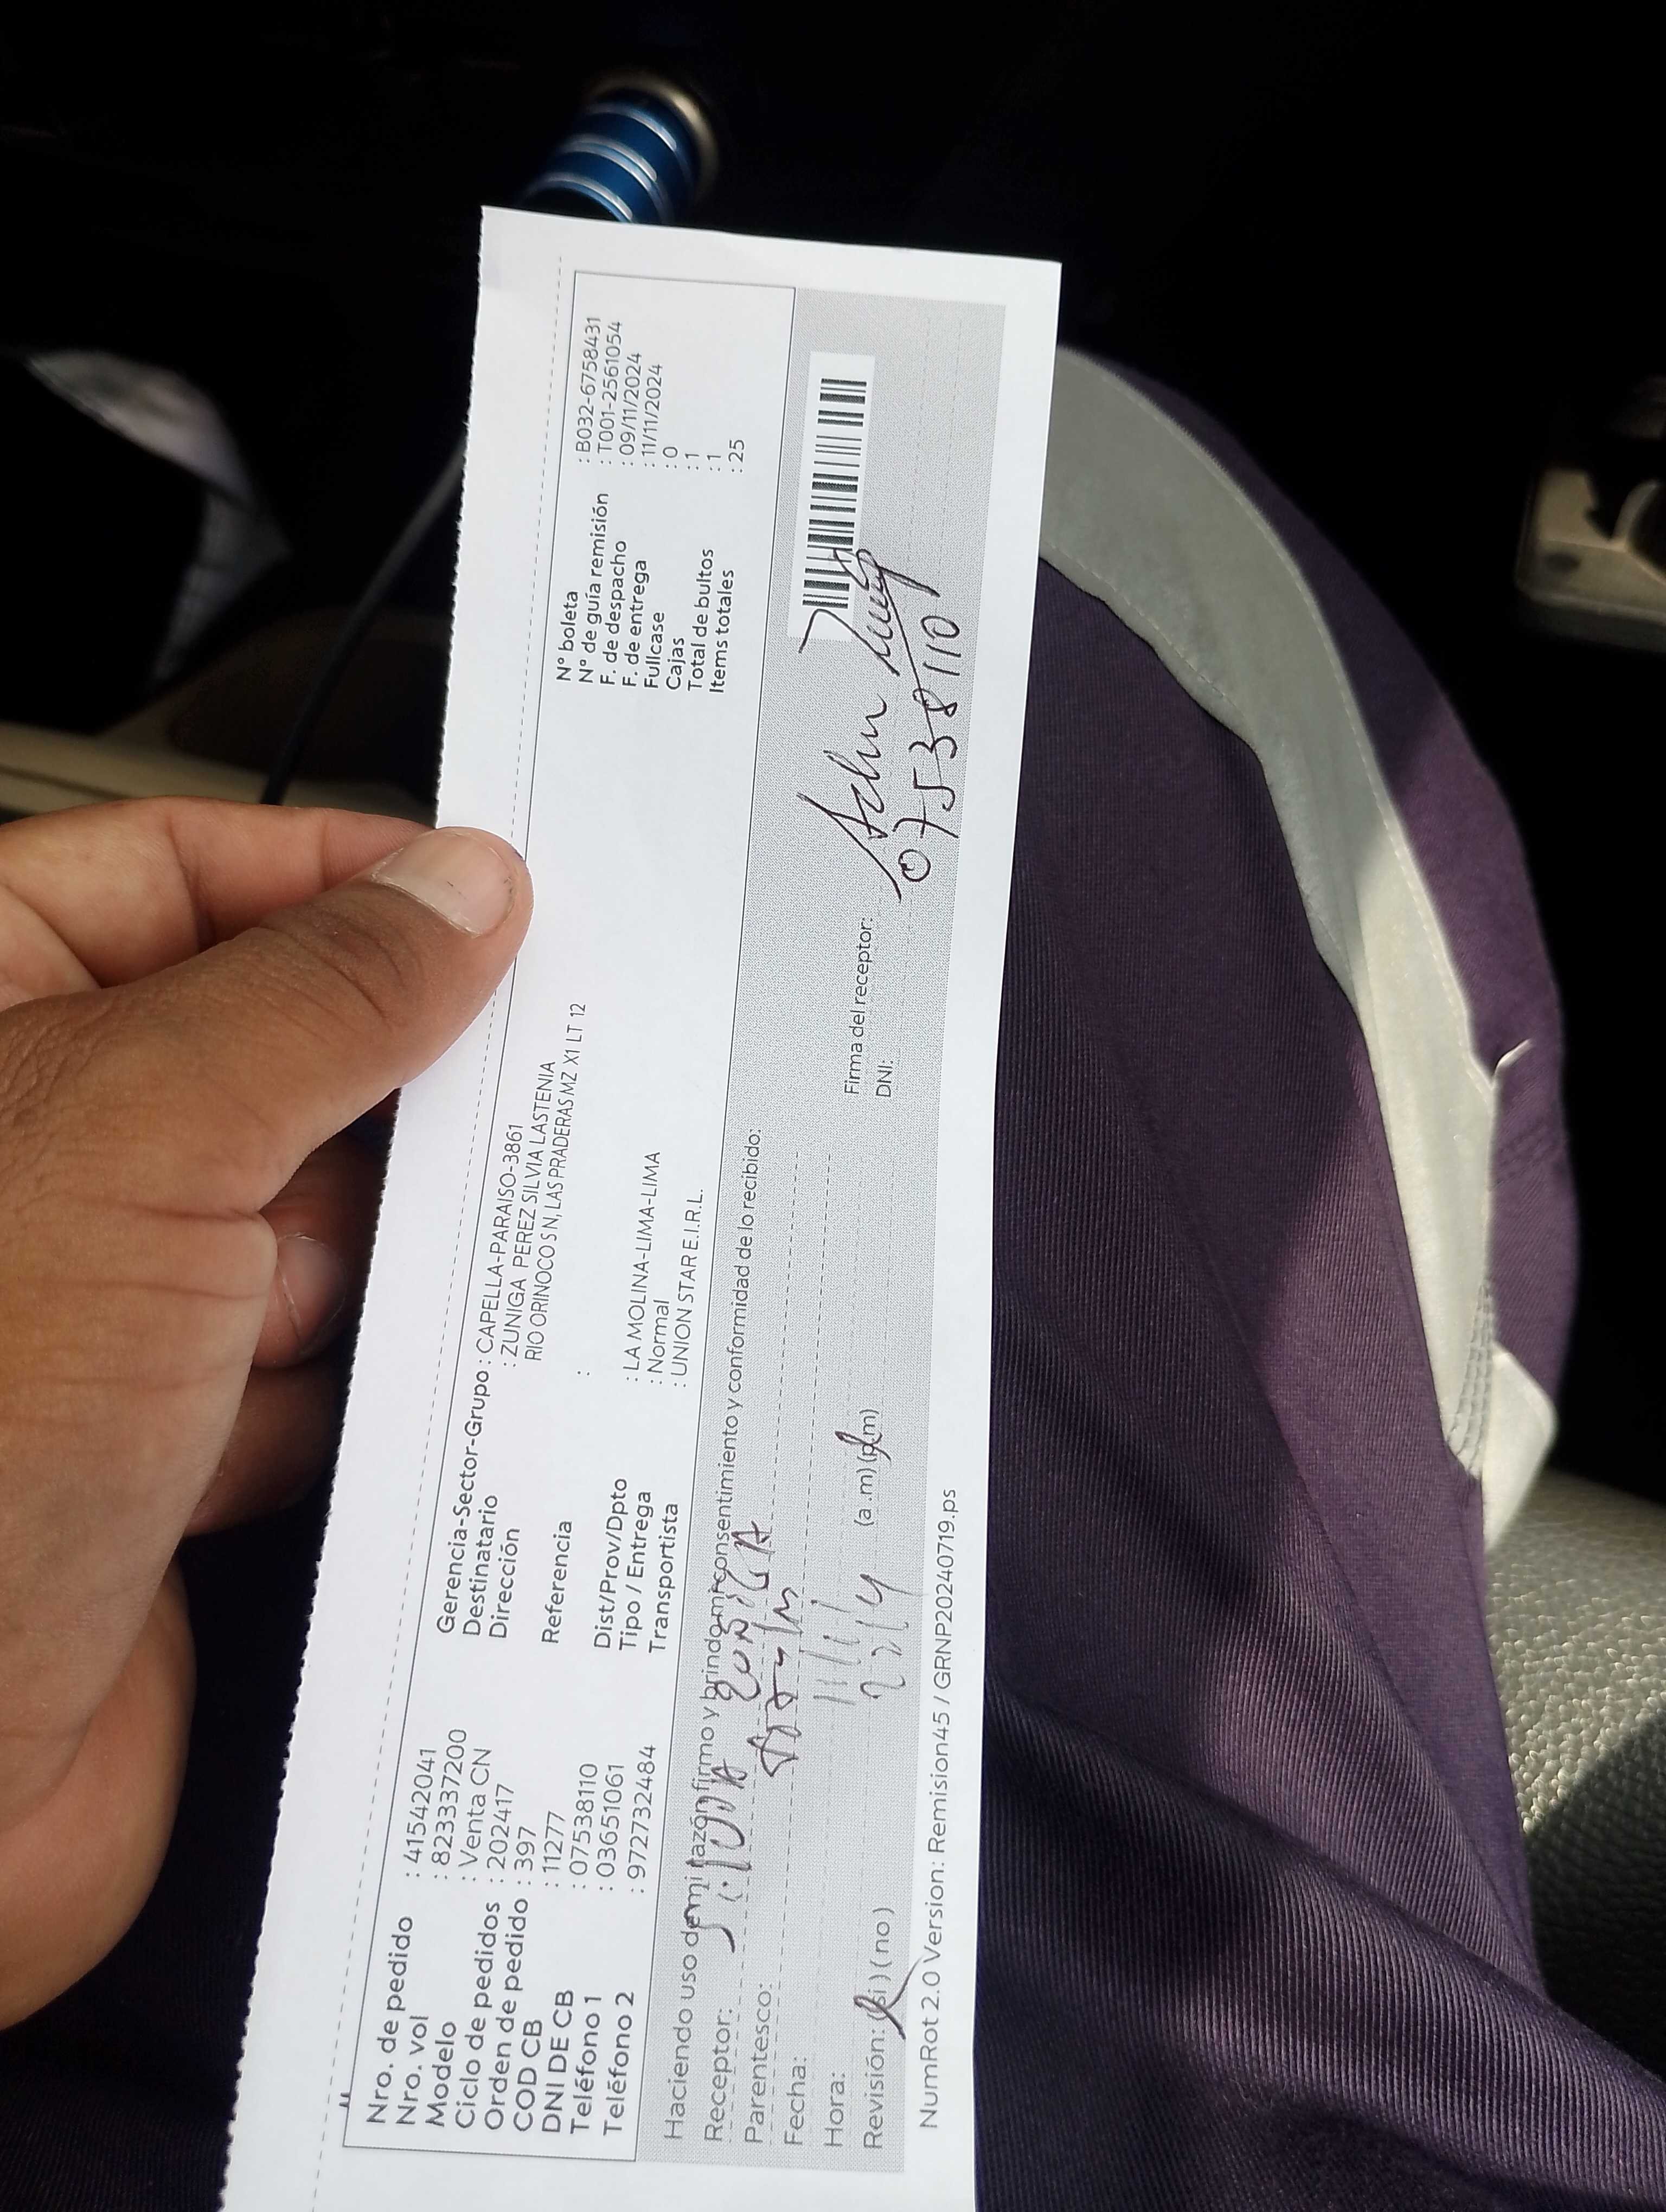 Nro. de pedido : 41542041
Nro. vol : 8233337200
Modelo : Venta CN
Ciclo de pedidos : 202417
Orden de pedido : 397
COD CB : 11277
DNI DE CB : 07538110
Teléfono 1 : 03651061
Teléfono 2 : 972732484
Gerencia-Sector-Grupo : CAPELLA-PARAISO-3861
Destinatario : ZUNIGA PEREZ SILVIA LASTENIA
Dirección RIO ORINOCO S N, LAS PRADERAS MZ X1 LT 12
Referencia :
Dist/Prov/Dpto : LA MOLINA-LIMA-LIMA
Tipo / Entrega : Normal
Transportista : UNION STAR E.I.R.L.
N° boleta : B032-6758431
N° de guía remisión : T001-2561054
F. de despacho : 09/11/2024
F. de entrega : 11/11/2024
Fullcase : 0
Cajas : 1
Total de bultos : 1
Items totales : 25
Haciendo uso de mi razón firmo y brindo mi consentimiento y conformidad de lo recibido:
Receptor: ZUÑIGA
Parentesco:
Fecha: 11/11/
Hora: (a.m) (p.m)
Revisión: (si) (no)
Firma del receptor:
DNI: 07538110
NumRot 2.0 Version: Remision45 / GRNP20240719.ps